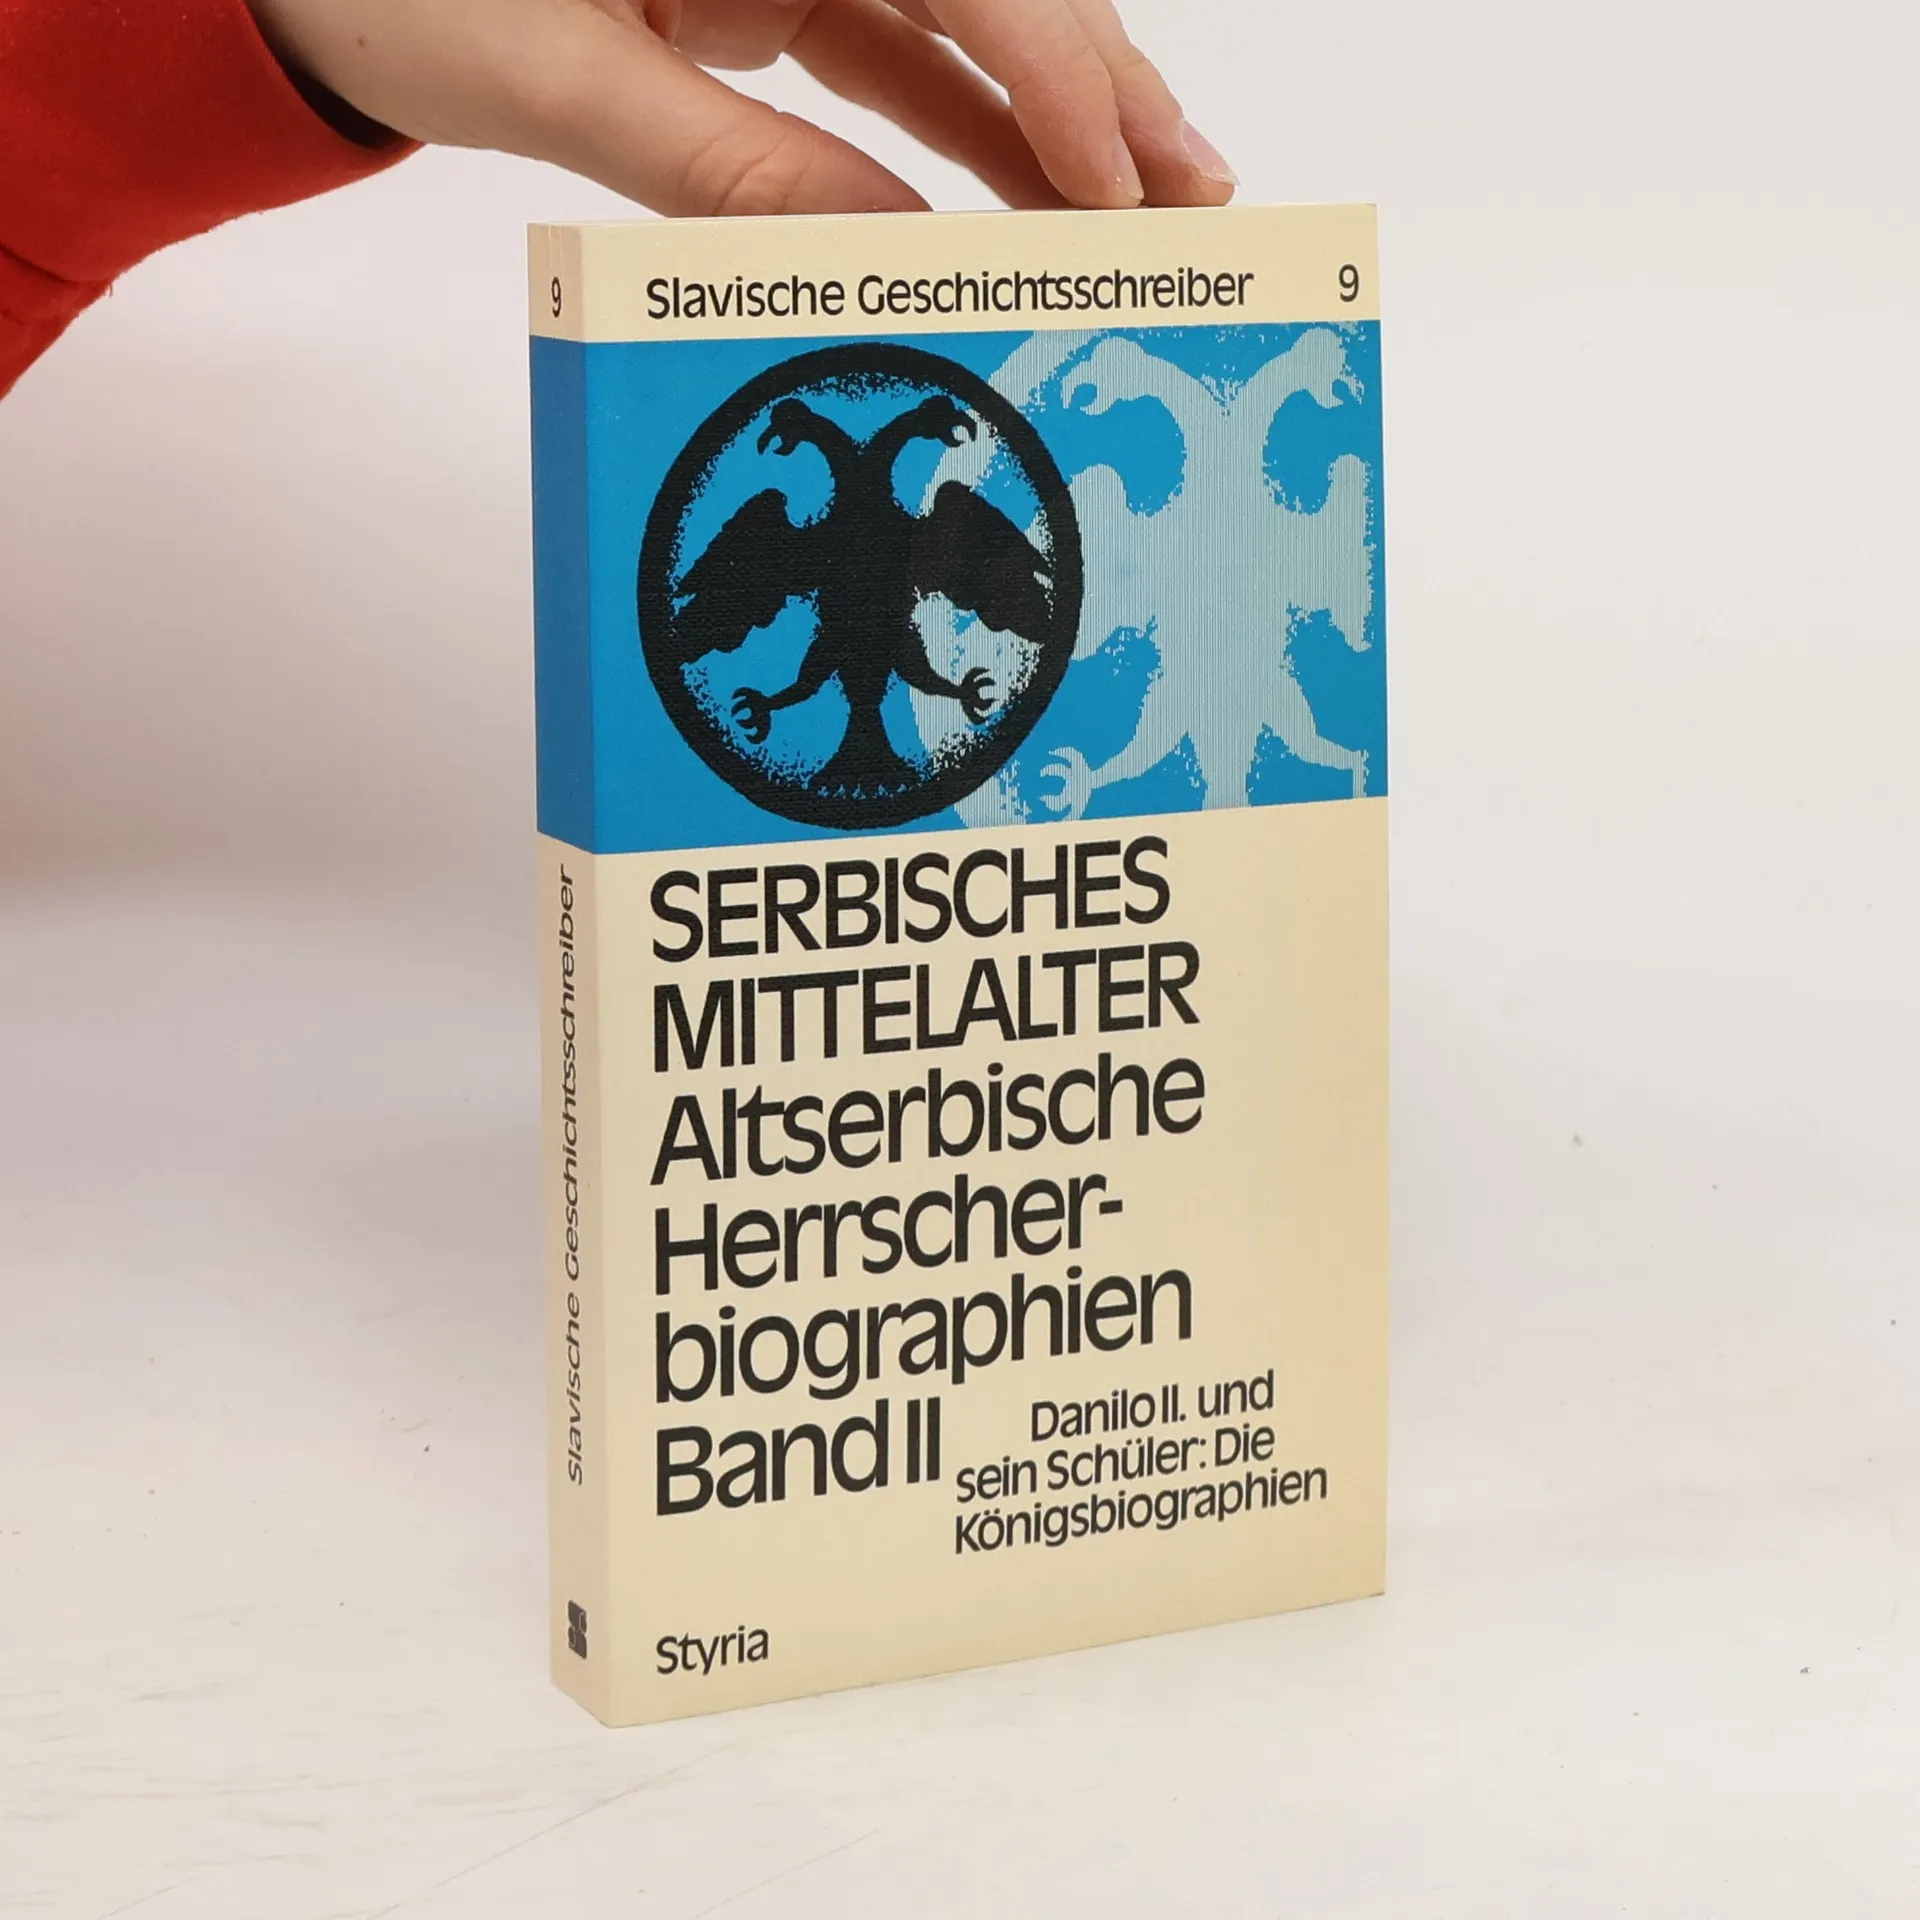 Slavische Geschichtsschreiber 9
SERBISCHES
MITTELALTER
Altserbische
Herrscher-
biographien
Band II
Danilo II. und
sein Schüler: Die
Königsbiographien
Styria
9
Slavische Geschichtsschreiber